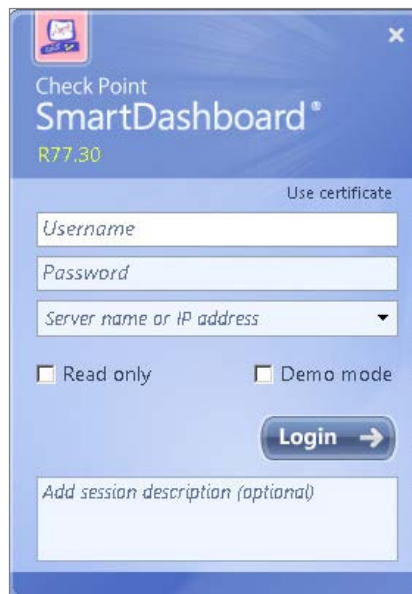 Check Point
SmartDashboard®
R77.30
Use certificate
Username
Password
Server name or IP address
Read only Demo mode
Login
Add session description (optional)